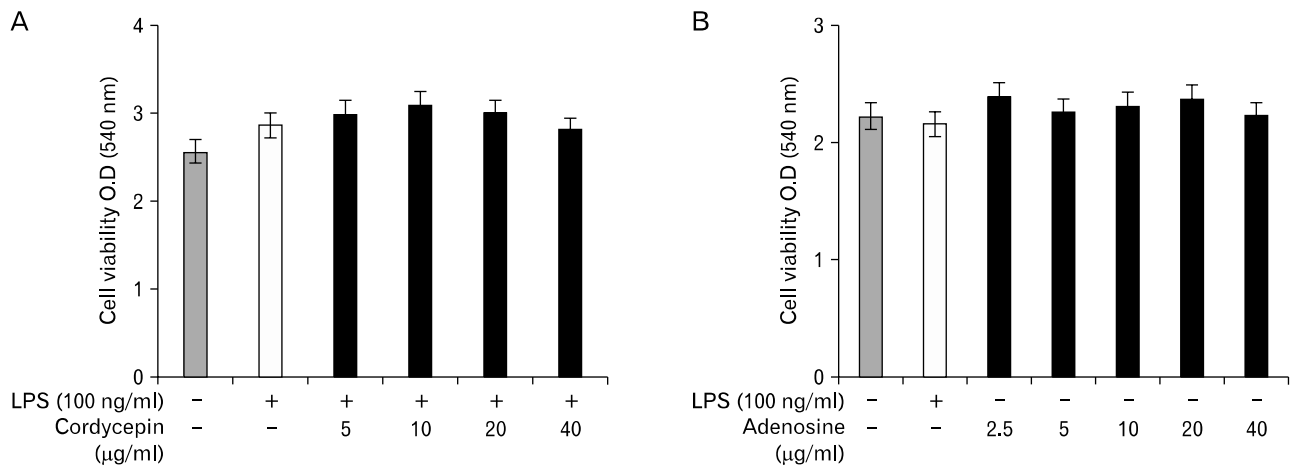 A
Cell viability O.D (540 nm)
4
3
2
1
0
LPS (100 ng/ml) − + + + + +
Cordycepin − − 5 10 20 40
(μg/ml)
B
Cell viability O.D (540 nm)
3
2
1
0
LPS (100 ng/ml) − + − − − − −
Adenosine − − 2.5 5 10 20 40
(μg/ml)